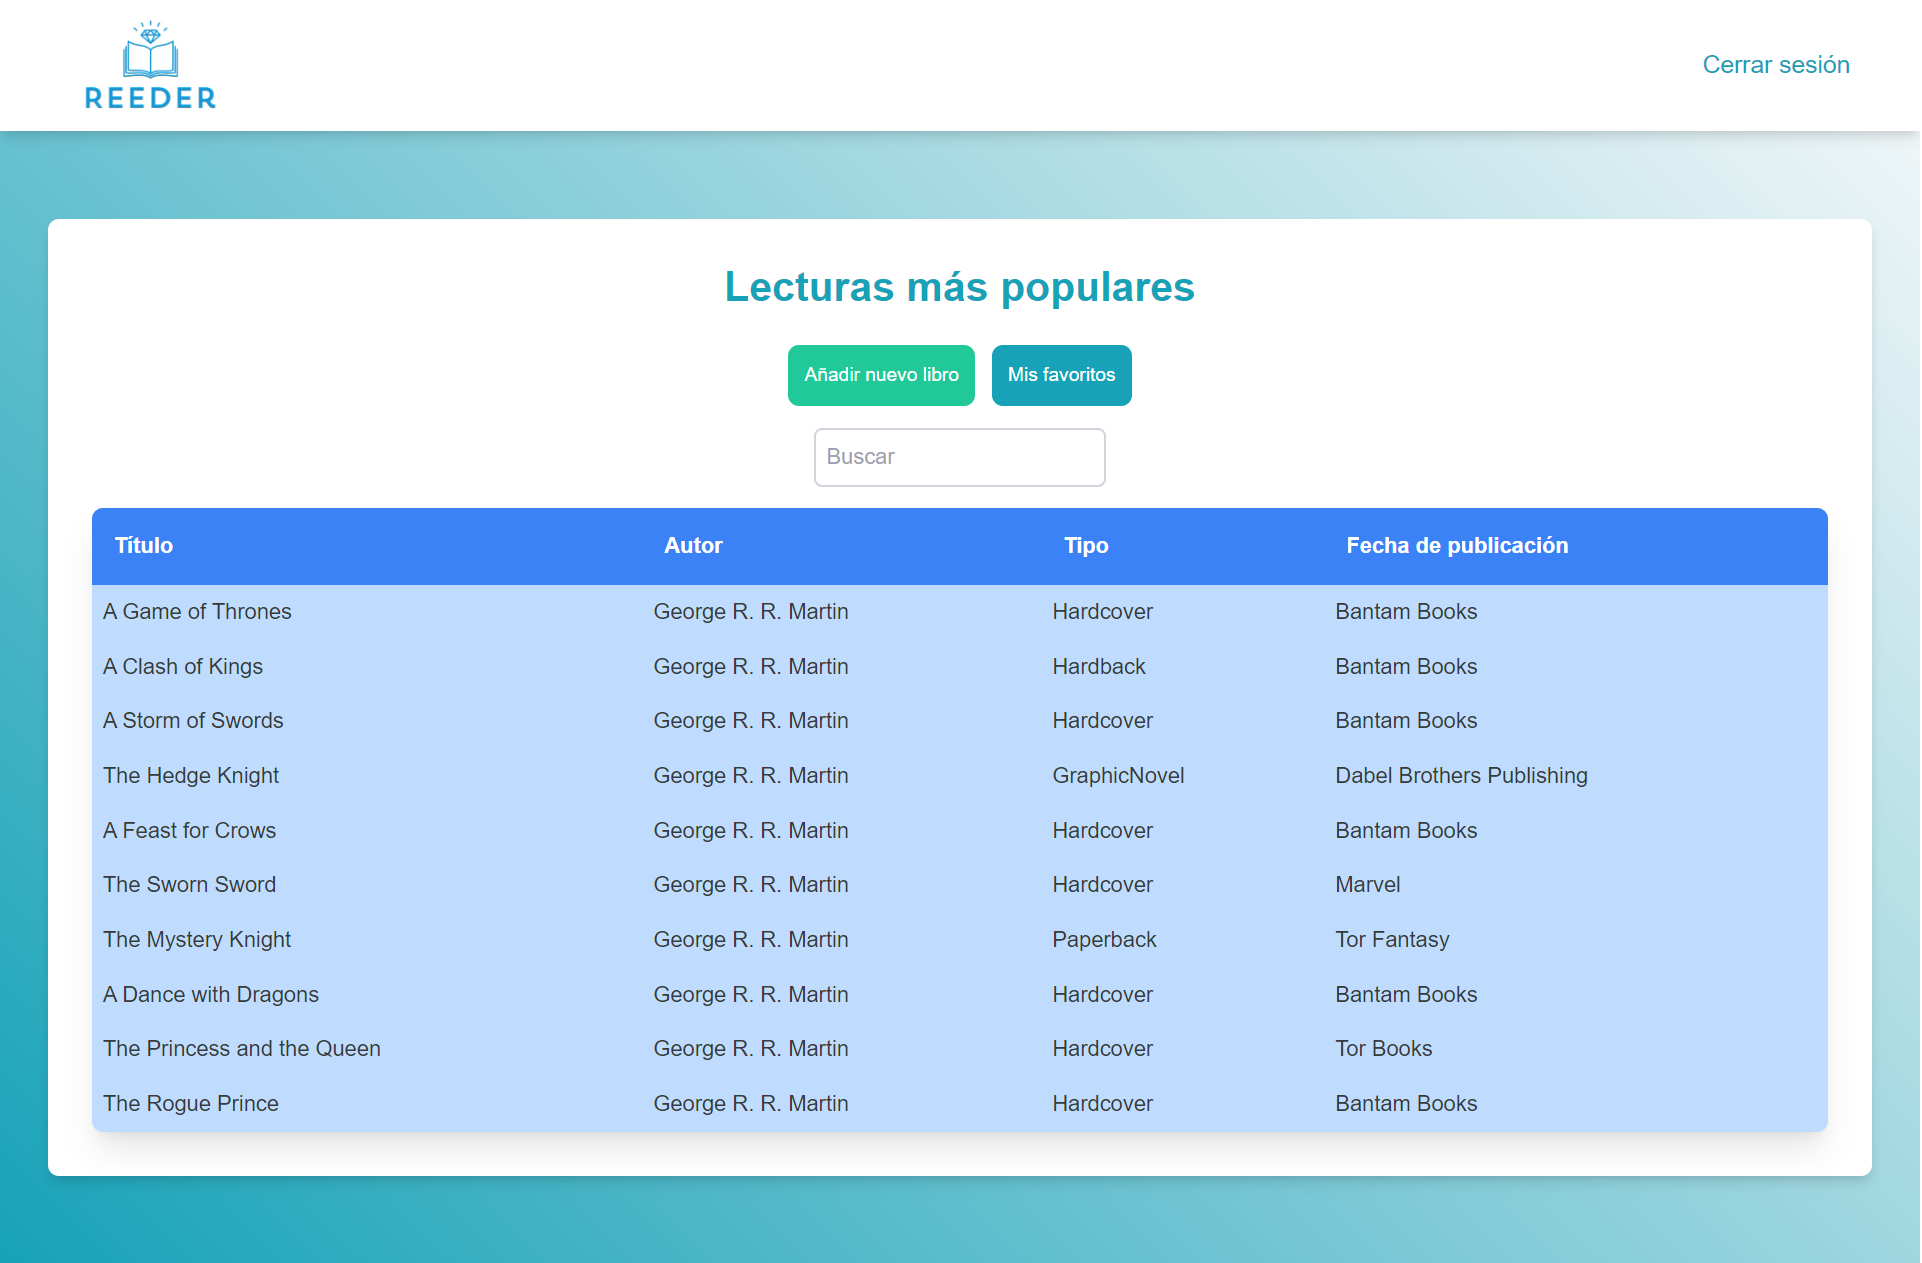 REEDER
Cerrar sesión
Lecturas más populares
Añadir nuevo libro Mis favoritos
Buscar
Título Autor Tipo Fecha de publicación
A Game of Thrones George R. R. Martin Hardcover Bantam Books
A Clash of Kings George R. R. Martin Hardback Bantam Books
A Storm of Swords George R. R. Martin Hardcover Bantam Books
The Hedge Knight George R. R. Martin GraphicNovel Dabel Brothers Publishing
A Feast for Crows George R. R. Martin Hardcover Bantam Books
The Sworn Sword George R. R. Martin Hardcover Marvel
The Mystery Knight George R. R. Martin Paperback Tor Fantasy
A Dance with Dragons George R. R. Martin Hardcover Bantam Books
The Princess and the Queen George R. R. Martin Hardcover Tor Books
The Rogue Prince George R. R. Martin Hardcover Bantam Books